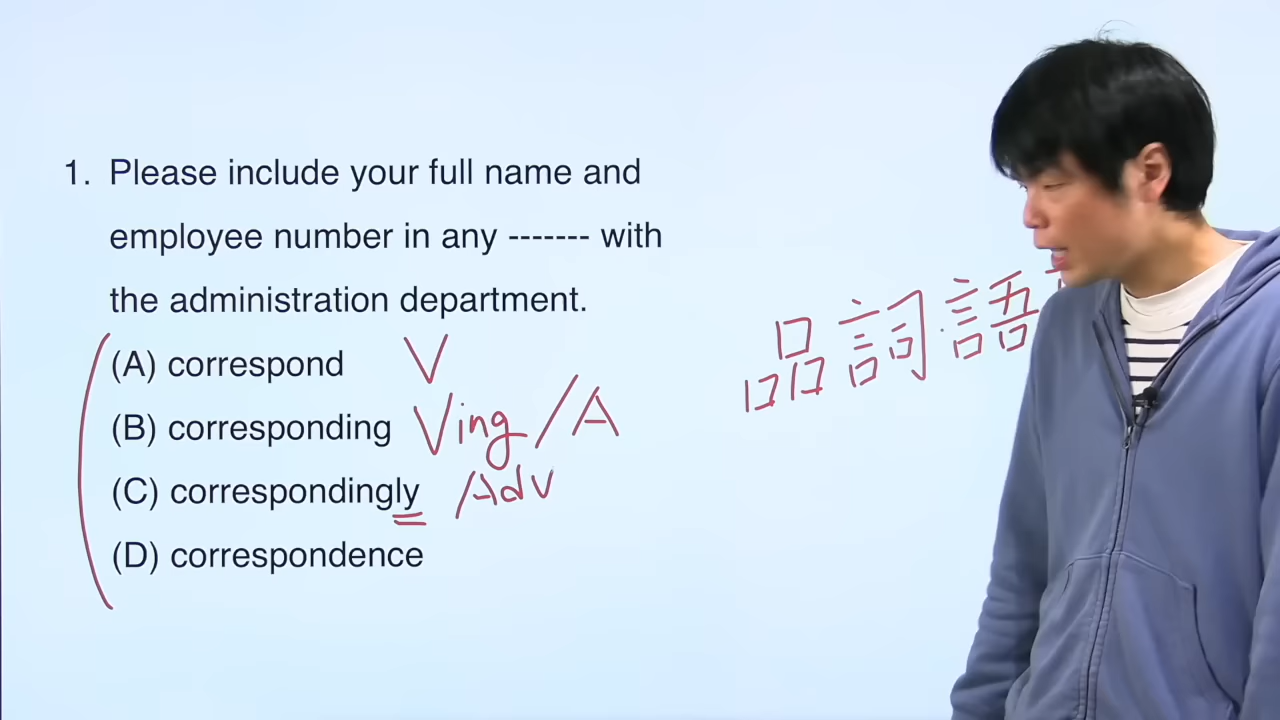 1. Please include your full name and
employee number in any ------- with
the administration department.
(A) correspond V
(B) corresponding Ving/A
(C) correspondingly Adv
(D) correspondence
品詞語